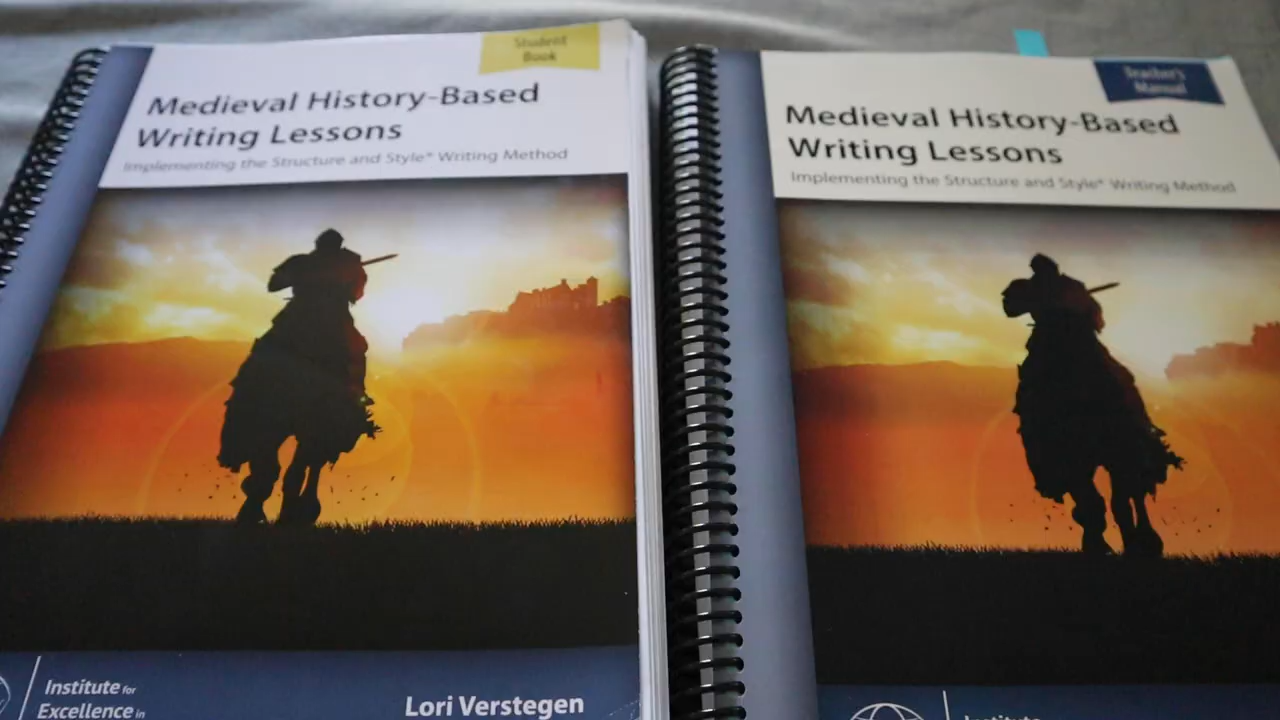 Student
Book
Medieval History-Based
Writing Lessons
Implementing the Structure and Style® Writing Method
Institute for
Excellence in
Lori Verstegen
Teacher's
Manual
Medieval History-Based
Writing Lessons
Implementing the Structure and Style® Writing Method
Institute